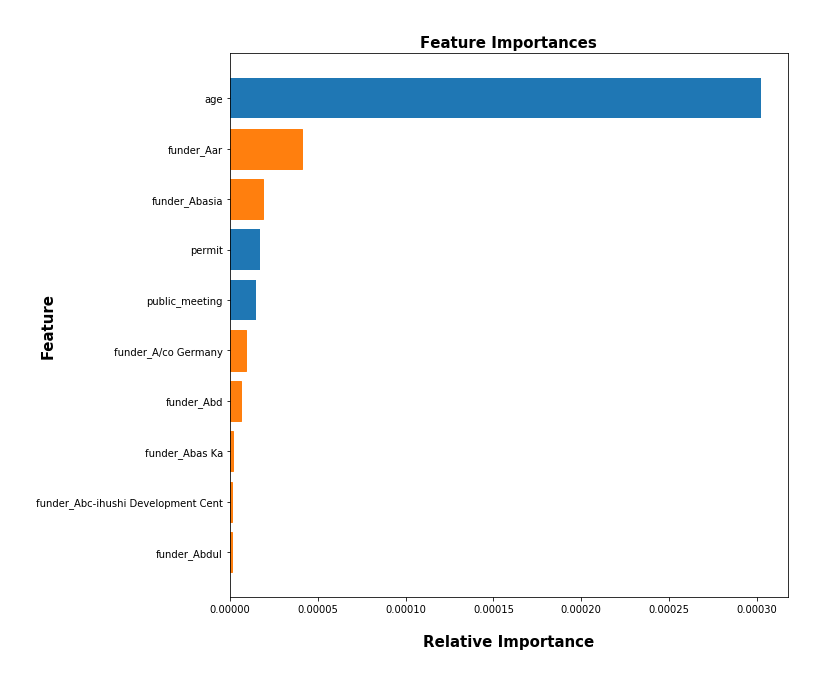 Feature Importances
age
funder_Aar
funder_Abasia
permit
public_meeting
funder_A/co Germany
funder_Abd
funder_Abas Ka
funder_Abc-ihushi Development Cent
funder_Abdul
Feature
0.00000 0.00005 0.00010 0.00015 0.00020 0.00025 0.00030
Relative Importance